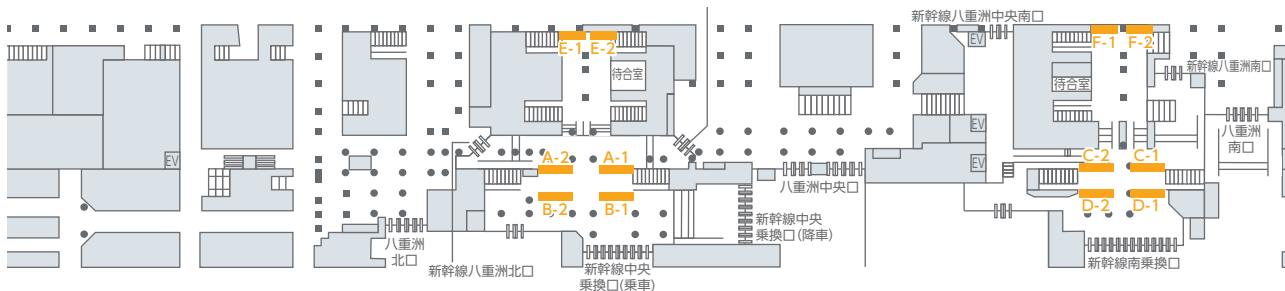 新幹線八重洲中央南口
E-1
E-2
EV
F-1
F-2
待合室
待合室
新幹線八重洲南口
八重洲
南口
EV
EV
EV
A-2
A-1
C-2
C-1
八重洲中央口
B-2
B-1
D-2
D-1
新幹線中央
乗換口(降車)
八重洲
北口
新幹線八重洲北口
新幹線中央
乗換口(乗車)
新幹線南乗換口